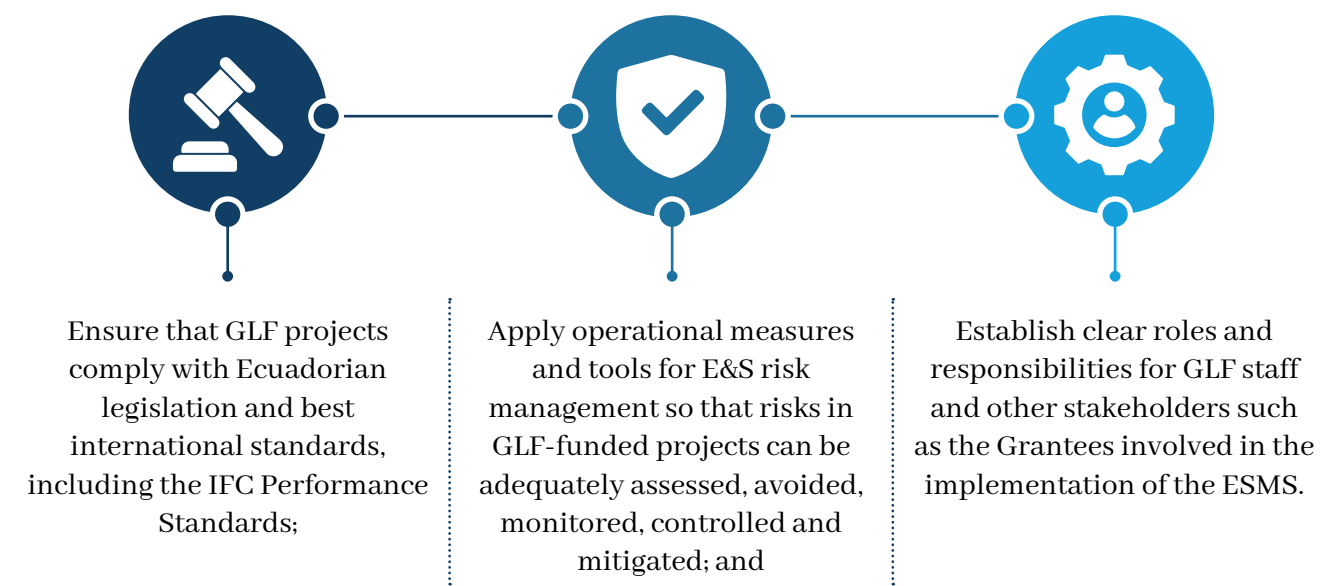 Ensure that GLF projects
comply with Ecuadorian
legislation and best
international standards,
including the IFC Performance
Standards;
Apply operational measures
and tools for E&S risk
management so that risks in
GLF-funded projects can be
adequately assessed, avoided,
monitored, controlled and
mitigated; and
Establish clear roles and
responsibilities for GLF staff
and other stakeholders such
as the Grantees involved in the
implementation of the ESMS.